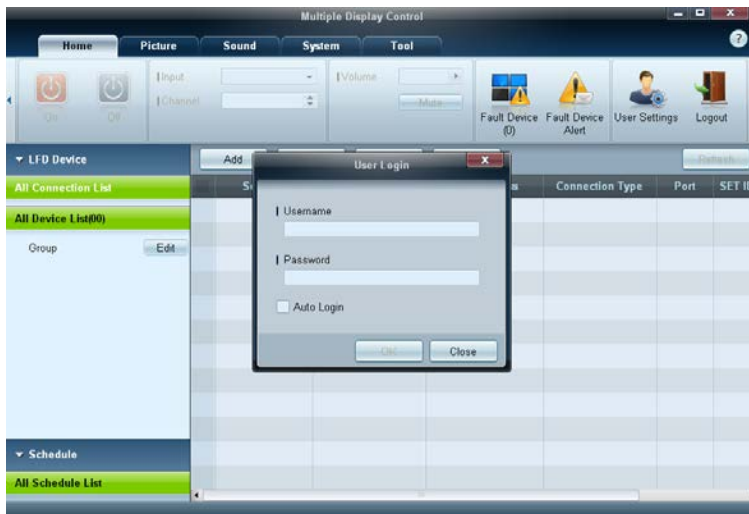 Multiple Display Control
Home Picture Sound System Tool
?
Input Volume
Channel Mute
On Off
Fault Device (0)
Fault Device Alert
User Settings
Logout
LFD Device
Add
User Login
Refresh
All Connection List
Connection Type Port SET ID
All Device List(00)
Group Edit
Username
Password
Auto Login
OK Close
Schedule
All Schedule List